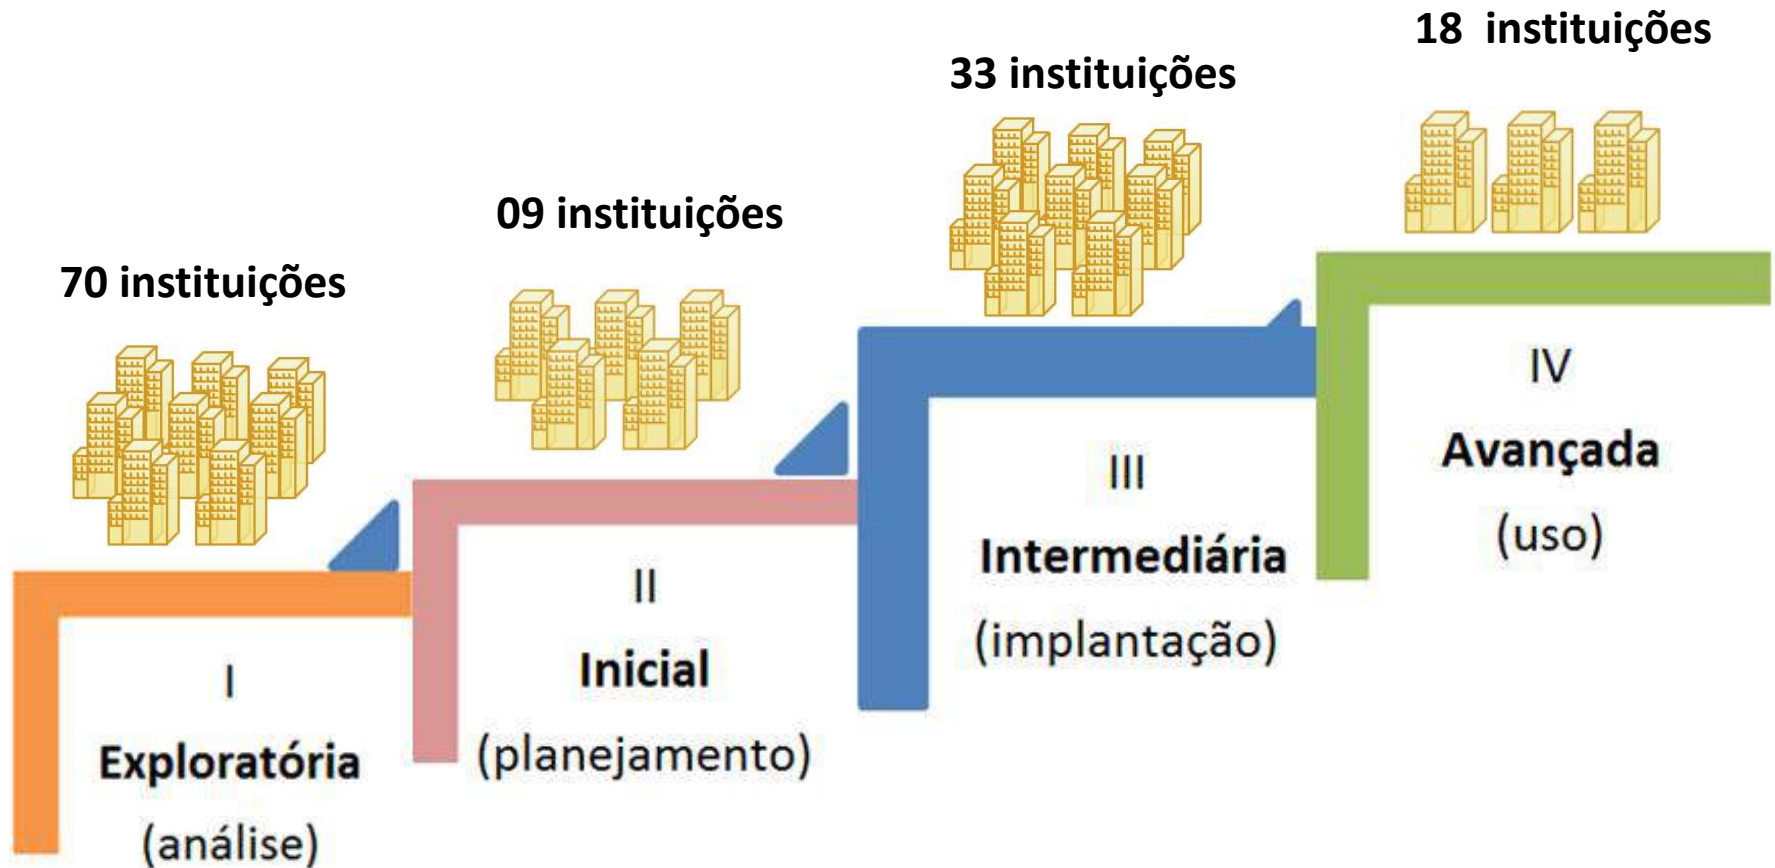 70 instituições
I
Exploratória
(análise)
09 instituições
II
Inicial
(planejamento)
33 instituições
III
Intermediária
(implantação)
18 instituições
IV
Avançada
(uso)